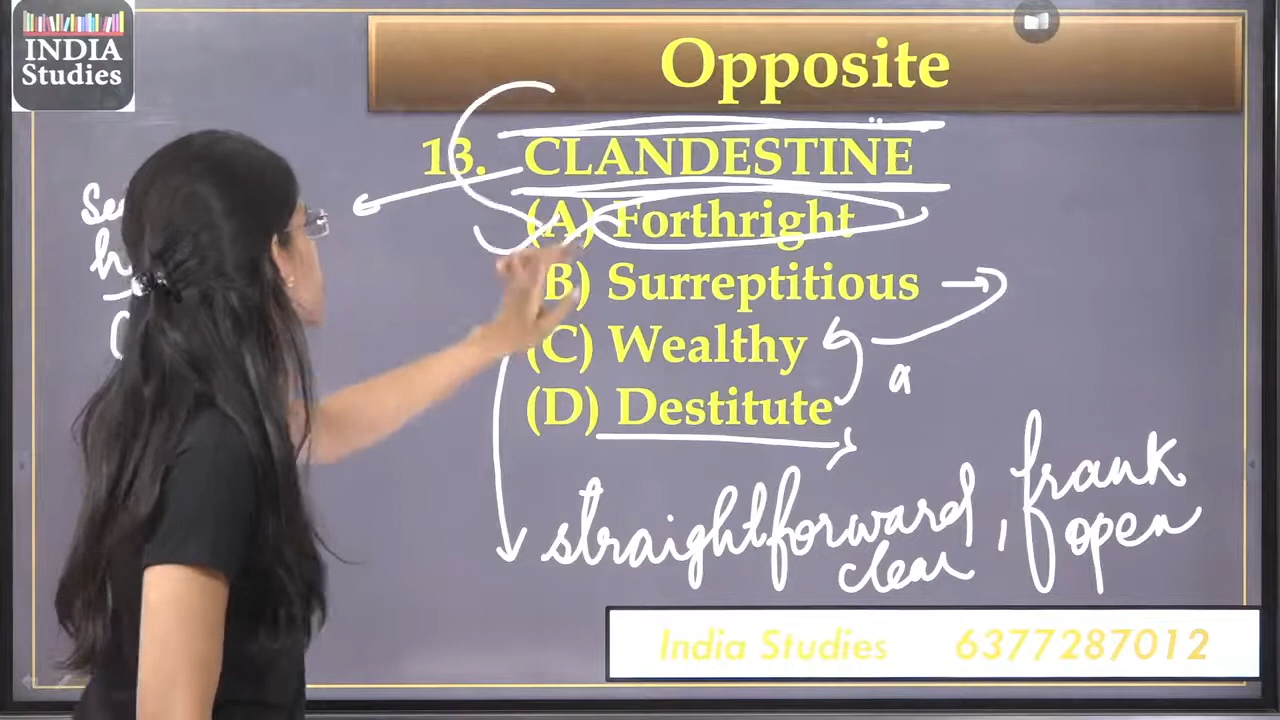 INDIA
Studies
Opposite
13. CLANDESTINE
(A) Forthright
(B) Surreptitious
(C) Wealthy
a
(D) Destitute
straightforward, frank
clear open
India Studies 6377287012